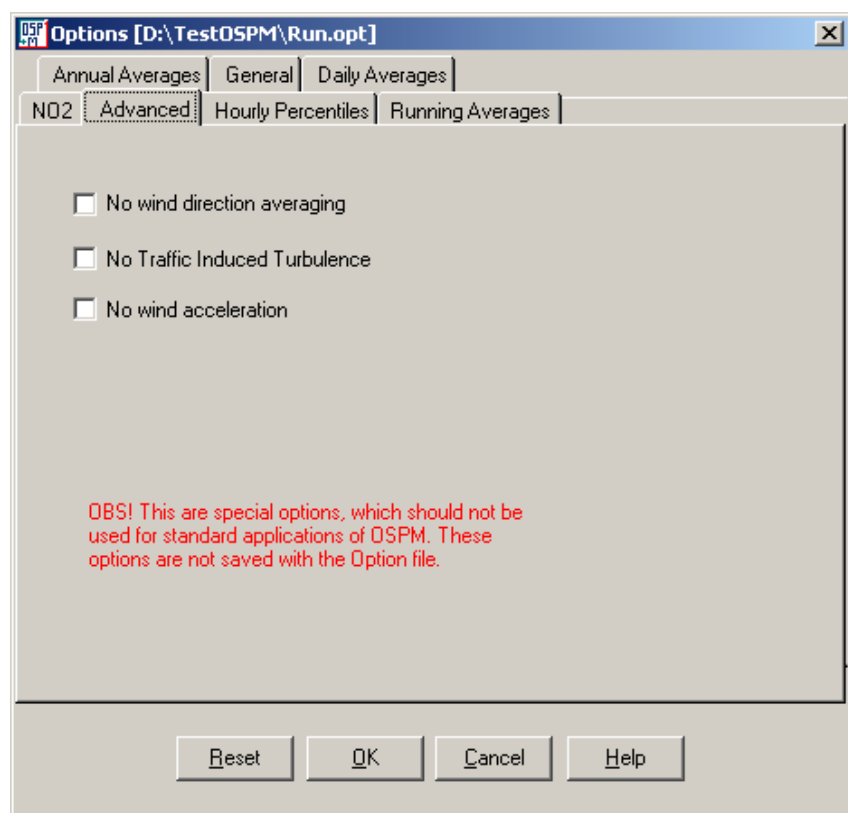 OSP
M
Options [D:\TestOSPM\Run.opt]
Annual Averages General Daily Averages
NO2 Advanced Hourly Percentiles Running Averages
No wind direction averaging
No Traffic Induced Turbulence
No wind acceleration
OBS! This are special options, which should not be
used for standard applications of OSPM. These
options are not saved with the Option file.
Reset OK Cancel Help